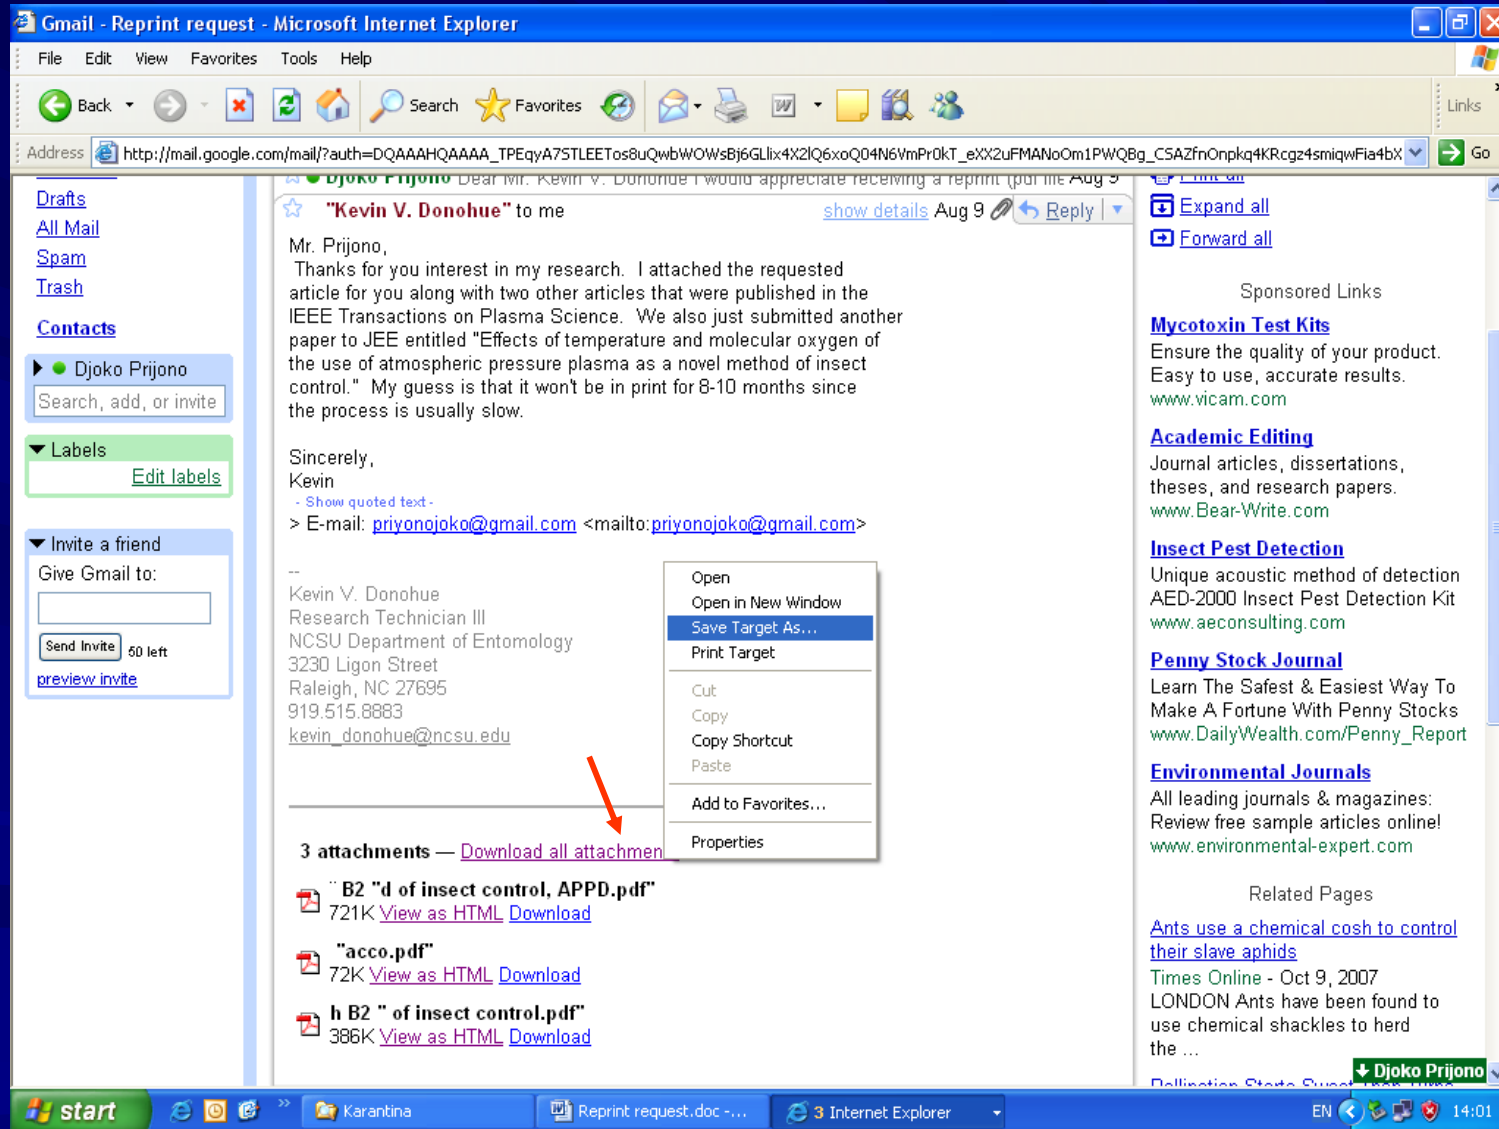 Gmail - Reprint request - Microsoft Internet Explorer
File Edit View Favorites Tools Help
Back Search Favorites Links
Address http://mail.google.com/mail/?auth=DQAAAHQAAAA_TPEqyA7STLEETos8uQwbWOWsBj6GLlix4X2lQ6xoQ04N6VmPr0kT_eXX2uFMANoOm1PWQBg_CSAZfnOnpkq4KRcgz4smiqwFia4bX Go
Drafts
All Mail
Spam
Trash
Contacts
Djoko Prijono
Search, add, or invite
Labels
Edit labels
Invite a friend
Give Gmail to:
Send Invite 50 left
preview invite
Djoko Prijono Dear Mr. Kevin V. Donohue I would appreciate receiving a reprint (pdf file Aug 9
"Kevin V. Donohue" to me show details Aug 9 Reply
Mr. Prijono,
Thanks for you interest in my research. I attached the requested
article for you along with two other articles that were published in the
IEEE Transactions on Plasma Science. We also just submitted another
paper to JEE entitled "Effects of temperature and molecular oxygen of
the use of atmospheric pressure plasma as a novel method of insect
control." My guess is that it won't be in print for 8-10 months since
the process is usually slow.
Sincerely,
Kevin
- Show quoted text -
> E-mail: priyonojoko@gmail.com <mailto:priyonojoko@gmail.com>
--
Kevin V. Donohue
Research Technician III
NCSU Department of Entomology
3230 Ligon Street
Raleigh, NC 27695
919.515.8883
kevin_donohue@ncsu.edu
Open
Open in New Window
Save Target As...
Print Target
Cut
Copy
Copy Shortcut
Paste
Add to Favorites...
Properties
3 attachments — Download all attachmen
¨ B2 "d of insect control, APPD.pdf"
721K View as HTML Download
"acco.pdf"
72K View as HTML Download
h B2 " of insect control.pdf"
386K View as HTML Download
Print all
Expand all
Forward all
Sponsored Links
Mycotoxin Test Kits
Ensure the quality of your product.
Easy to use, accurate results.
www.vicam.com
Academic Editing
Journal articles, dissertations,
theses, and research papers.
www.Bear-Write.com
Insect Pest Detection
Unique acoustic method of detection
AED-2000 Insect Pest Detection Kit
www.aeconsulting.com
Penny Stock Journal
Learn The Safest & Easiest Way To
Make A Fortune With Penny Stocks
www.DailyWealth.com/Penny_Report
Environmental Journals
All leading journals & magazines:
Review free sample articles online!
www.environmental-expert.com
Related Pages
Ants use a chemical cosh to control
their slave aphids
Times Online - Oct 9, 2007
LONDON Ants have been found to
use chemical shackles to herd
the ...
Djoko Prijono
start Karantina Reprint request.doc -... 3 Internet Explorer EN 14:01